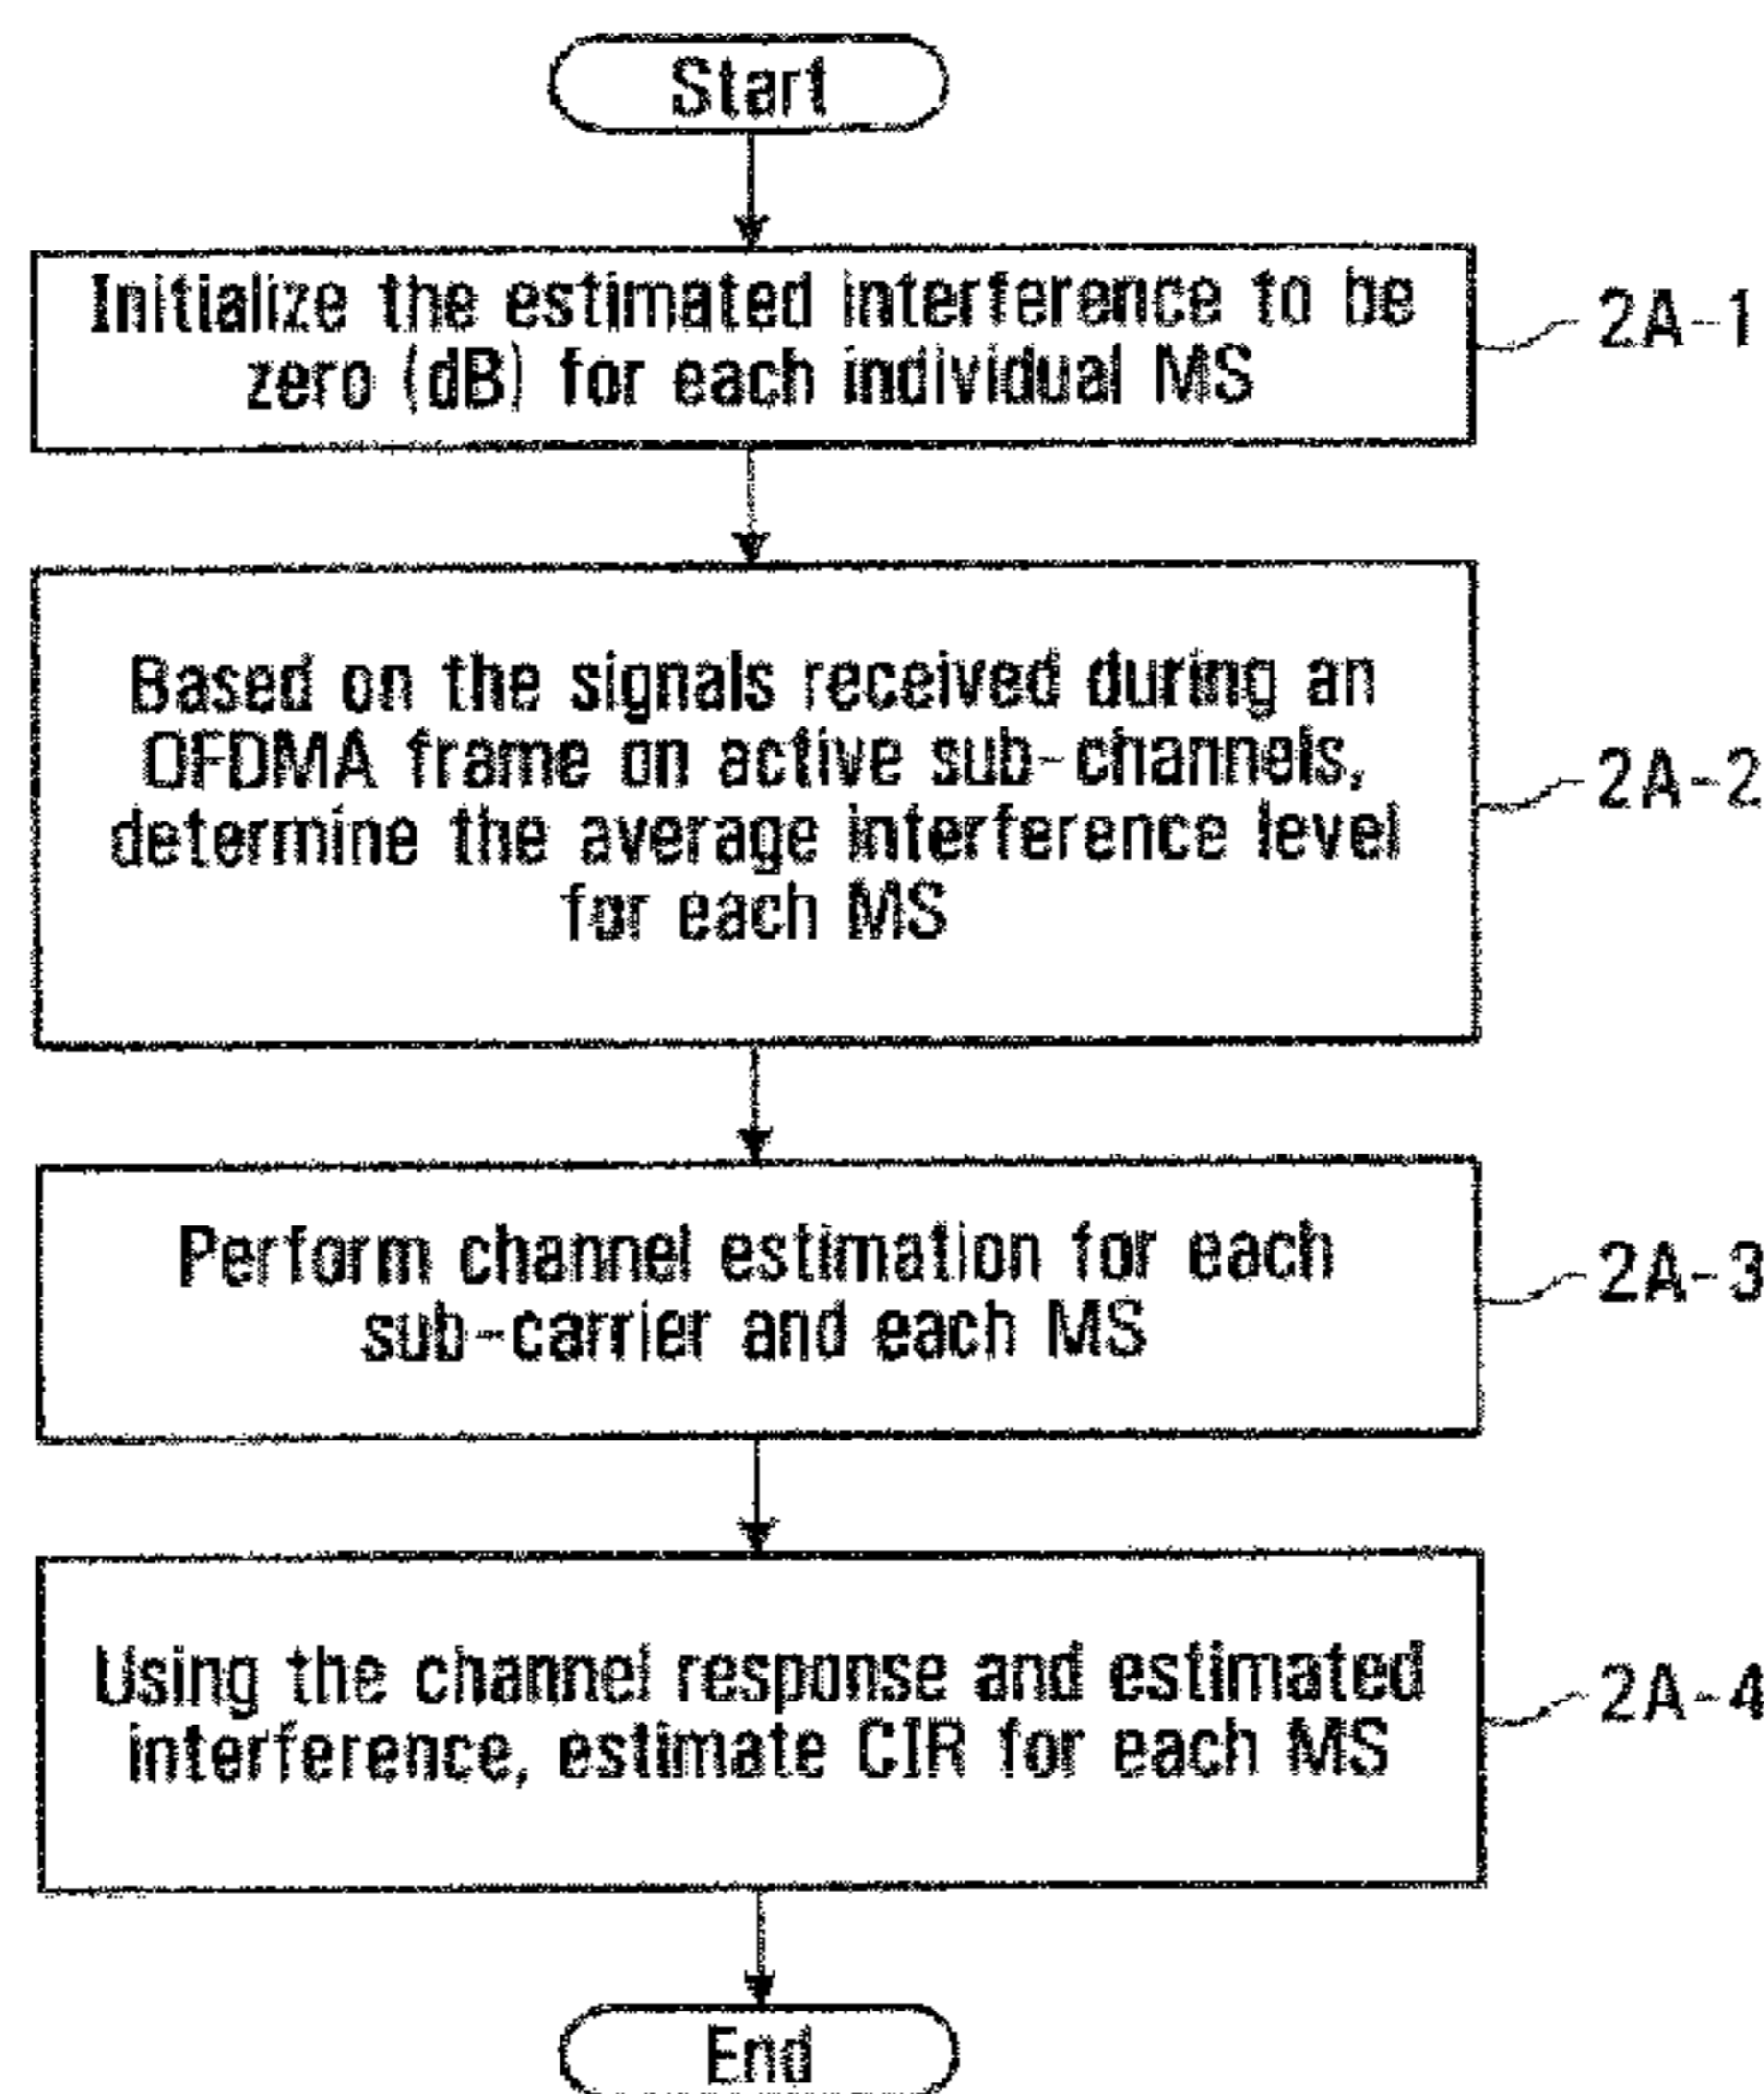 Start
Initialize the estimated interference to be
zero (dB) for each individual MS
2A-1
Based on the signals received during an
OFDMA frame on active sub-channels,
determine the average interference level
for each MS
2A-2
Perform channel estimation for each
sub-carrier and each MS
2A-3
Using the channel response and estimated
interference, estimate CIR for each MS
2A-4
End